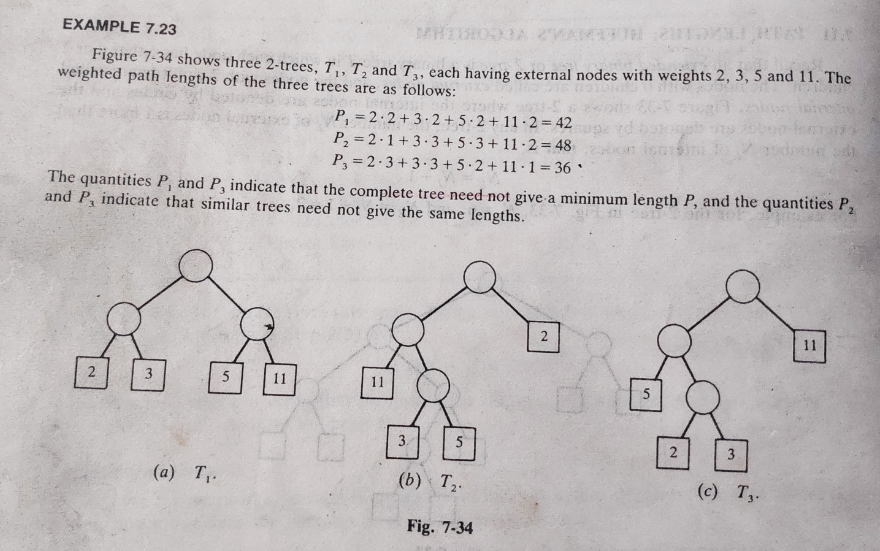 EXAMPLE 7.23
Figure 7-34 shows three 2-trees, T₁, T₂ and T₃, each having external nodes with weights 2, 3, 5 and 11. The
weighted path lengths of the three trees are as follows:
P₁ = 2·2 + 3·2 + 5·2 + 11·2 = 42
P₂ = 2·1 + 3·3 + 5·3 + 11·2 = 48
P₃ = 2·3 + 3·3 + 5·2 + 11·1 = 36
The quantities P₁ and P₃ indicate that the complete tree need not give a minimum length P, and the quantities P₂
and P₃ indicate that similar trees need not give the same lengths.
2 3 5 11
11 3 5 2
5 2 3 11
(a) T₁.
(b) T₂.
(c) T₃.
Fig. 7-34